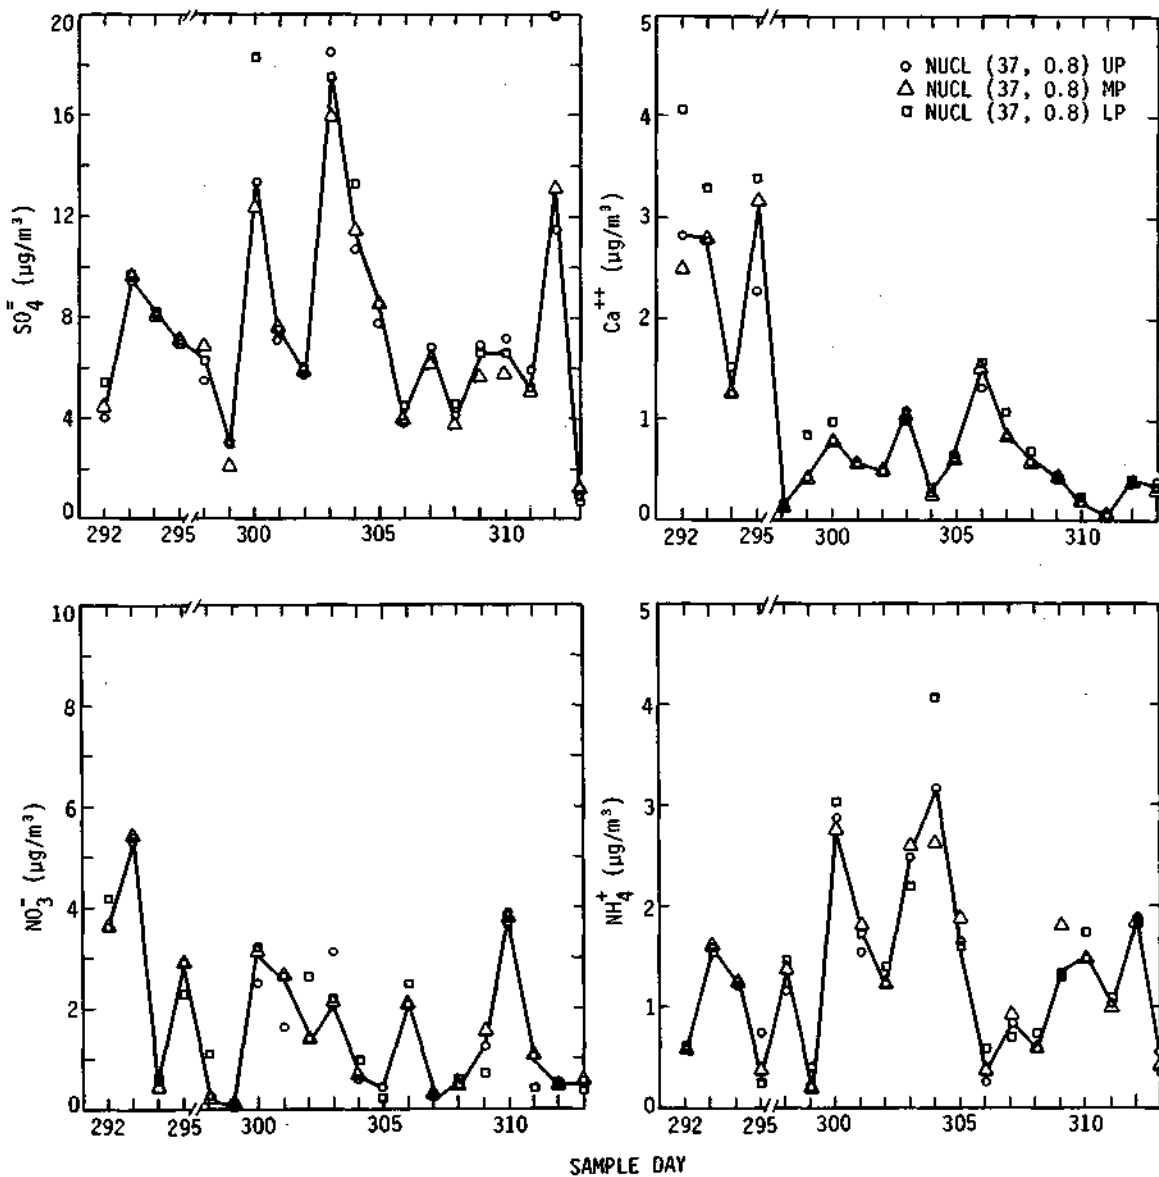 20
16
12
8
4
0
SO₄⁼ (µg/m³)
292 295 300 305 310
5
4
3
2
1
0
Ca⁺⁺ (µg/m³)
NUCL (37, 0.8) UP
NUCL (37, 0.8) MP
NUCL (37, 0.8) LP
292 295 300 305 310
10
8
6
4
2
0
NO₃⁻ (µg/m³)
292 295 300 305 310
4
3
2
1
0
NH₄⁺ (µg/m³)
292 295 300 305 310
SAMPLE DAY